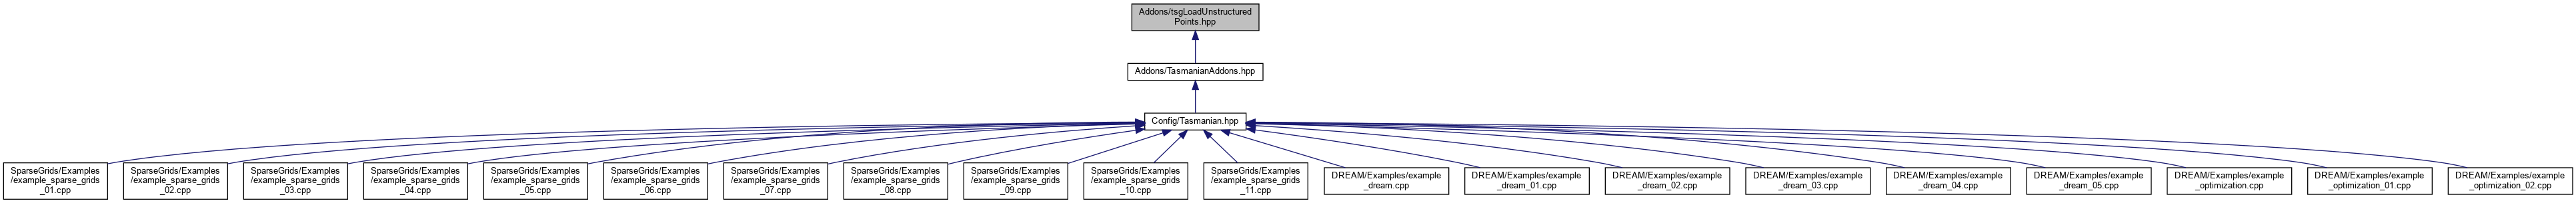 Addons/tsgLoadUnstructured
Points.hpp
Addons/TasmanianAddons.hpp
Config/Tasmanian.hpp
SparseGrids/Examples
/example_sparse_grids
_01.cpp
SparseGrids/Examples
/example_sparse_grids
_02.cpp
SparseGrids/Examples
/example_sparse_grids
_03.cpp
SparseGrids/Examples
/example_sparse_grids
_04.cpp
SparseGrids/Examples
/example_sparse_grids
_05.cpp
SparseGrids/Examples
/example_sparse_grids
_06.cpp
SparseGrids/Examples
/example_sparse_grids
_07.cpp
SparseGrids/Examples
/example_sparse_grids
_08.cpp
SparseGrids/Examples
/example_sparse_grids
_09.cpp
SparseGrids/Examples
/example_sparse_grids
_10.cpp
SparseGrids/Examples
/example_sparse_grids
_11.cpp
DREAM/Examples/example
_dream.cpp
DREAM/Examples/example
_dream_01.cpp
DREAM/Examples/example
_dream_02.cpp
DREAM/Examples/example
_dream_03.cpp
DREAM/Examples/example
_dream_04.cpp
DREAM/Examples/example
_dream_05.cpp
DREAM/Examples/example
_optimization.cpp
DREAM/Examples/example
_optimization_01.cpp
DREAM/Examples/example
_optimization_02.cpp